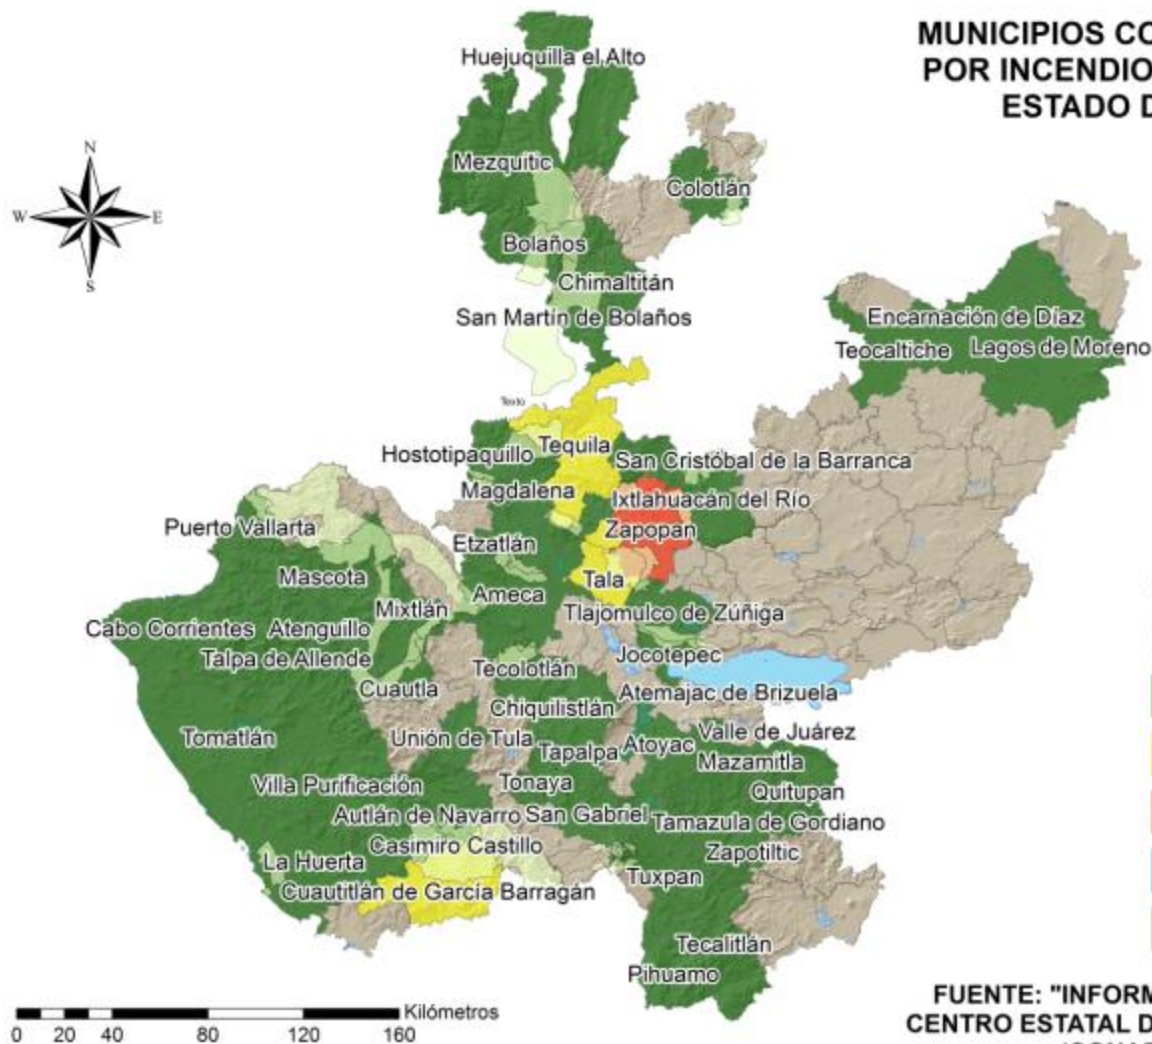 MUNICIPIOS CO
POR INCENDIO
ESTADO D
Huejuquilla el Alto
N
W E
S
Mezquitic
Colotlán
Bolaños
Chimaltitán
San Martín de Bolaños
Encarnación de Díaz
Teocaltiche Lagos de Moreno
Texto
Tequila
Hostotipaquillo
San Cristóbal de la Barranca
Magdalena
Ixtlahuacán del Río
Puerto Vallarta
Zapopan
Etzatlán
Mascota
Tala
Ameca
Mixtlán
Tlajomulco de Zúñiga
Cabo Corrientes Atenguillo
Talpa de Allende
Jocotepec
Tecolotlán
Cuautla
Atemajac de Brizuela
Chiquilistlán
Tomatlán
Unión de Tula
Tapalpa
Atoyac
Valle de Juárez
Mazamitla
Villa Purificación
Tonaya
Quitupan
Autlán de Navarro
San Gabriel
Tamazula de Gordiano
Casimiro Castillo
Zapotiltic
La Huerta
Tuxpan
Cuautitlán de García Barragán
Tecalitlán
Pihuamo
Kilómetros
0 20 40 80 120 160
FUENTE: "INFORM
CENTRO ESTATAL D